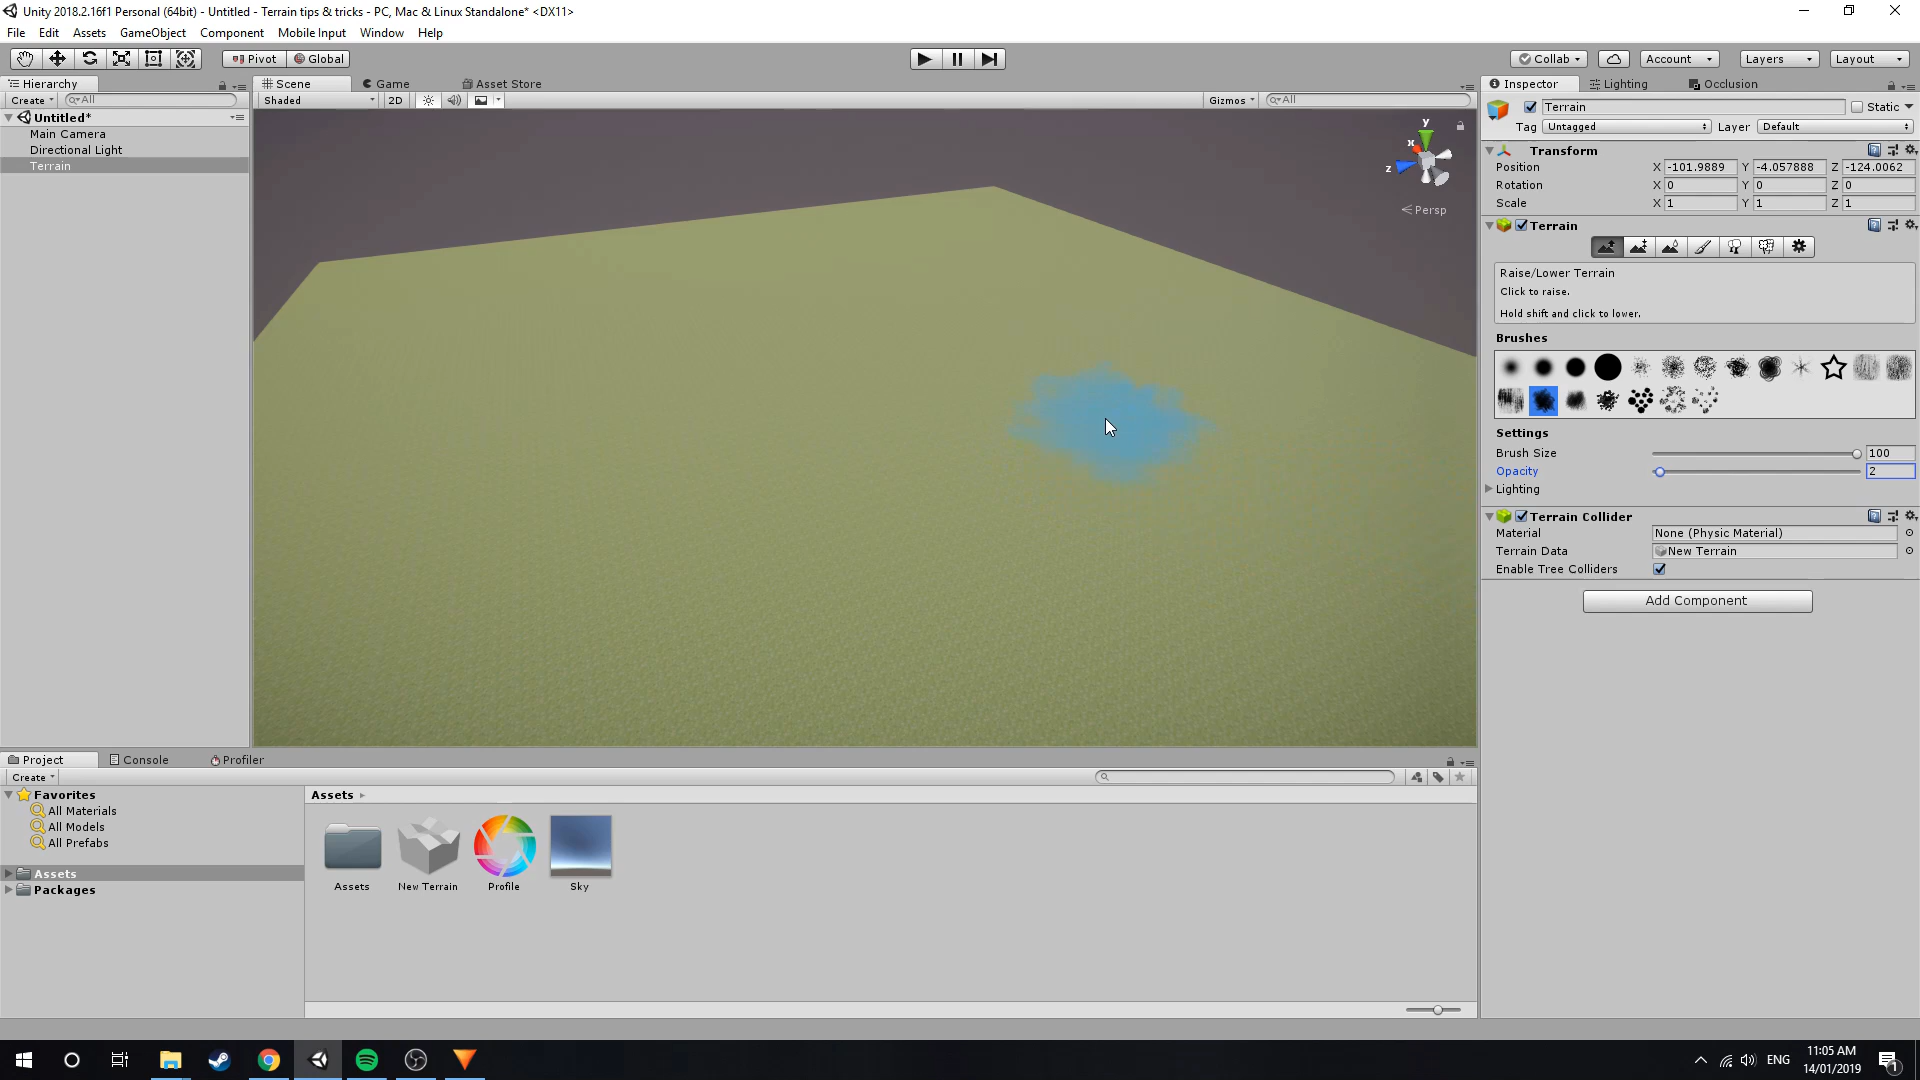 Unity 2018.2.16f1 Personal (64bit) - Untitled - Terrain tips & tricks - PC, Mac & Linux Standalone* <DX11>
File Edit Assets GameObject Component Mobile Input Window Help
Pivot Global Collab Account Layers Layout
Hierarchy
Create All
Untitled*
Main Camera
Directional Light
Terrain
Scene Game Asset Store
Shaded 2D Gizmos All
y
x
z
Persp
Inspector Lighting Occlusion
Terrain Static
Tag Untagged Layer Default
Transform
Position X -101.9889 Y -4.057888 Z -124.0062
Rotation X 0 Y 0 Z 0
Scale X 1 Y 1 Z 1
Terrain
Raise/Lower Terrain
Click to raise.
Hold shift and click to lower.
Brushes
Settings
Brush Size 100
Opacity 2
Lighting
Terrain Collider
Material None (Physic Material)
Terrain Data New Terrain
Enable Tree Colliders
Add Component
Project Console Profiler
Create
Favorites
All Materials
All Models
All Prefabs
Assets
Packages
Assets
Assets New Terrain Profile Sky
ENG 11:05 AM
14/01/2019
1